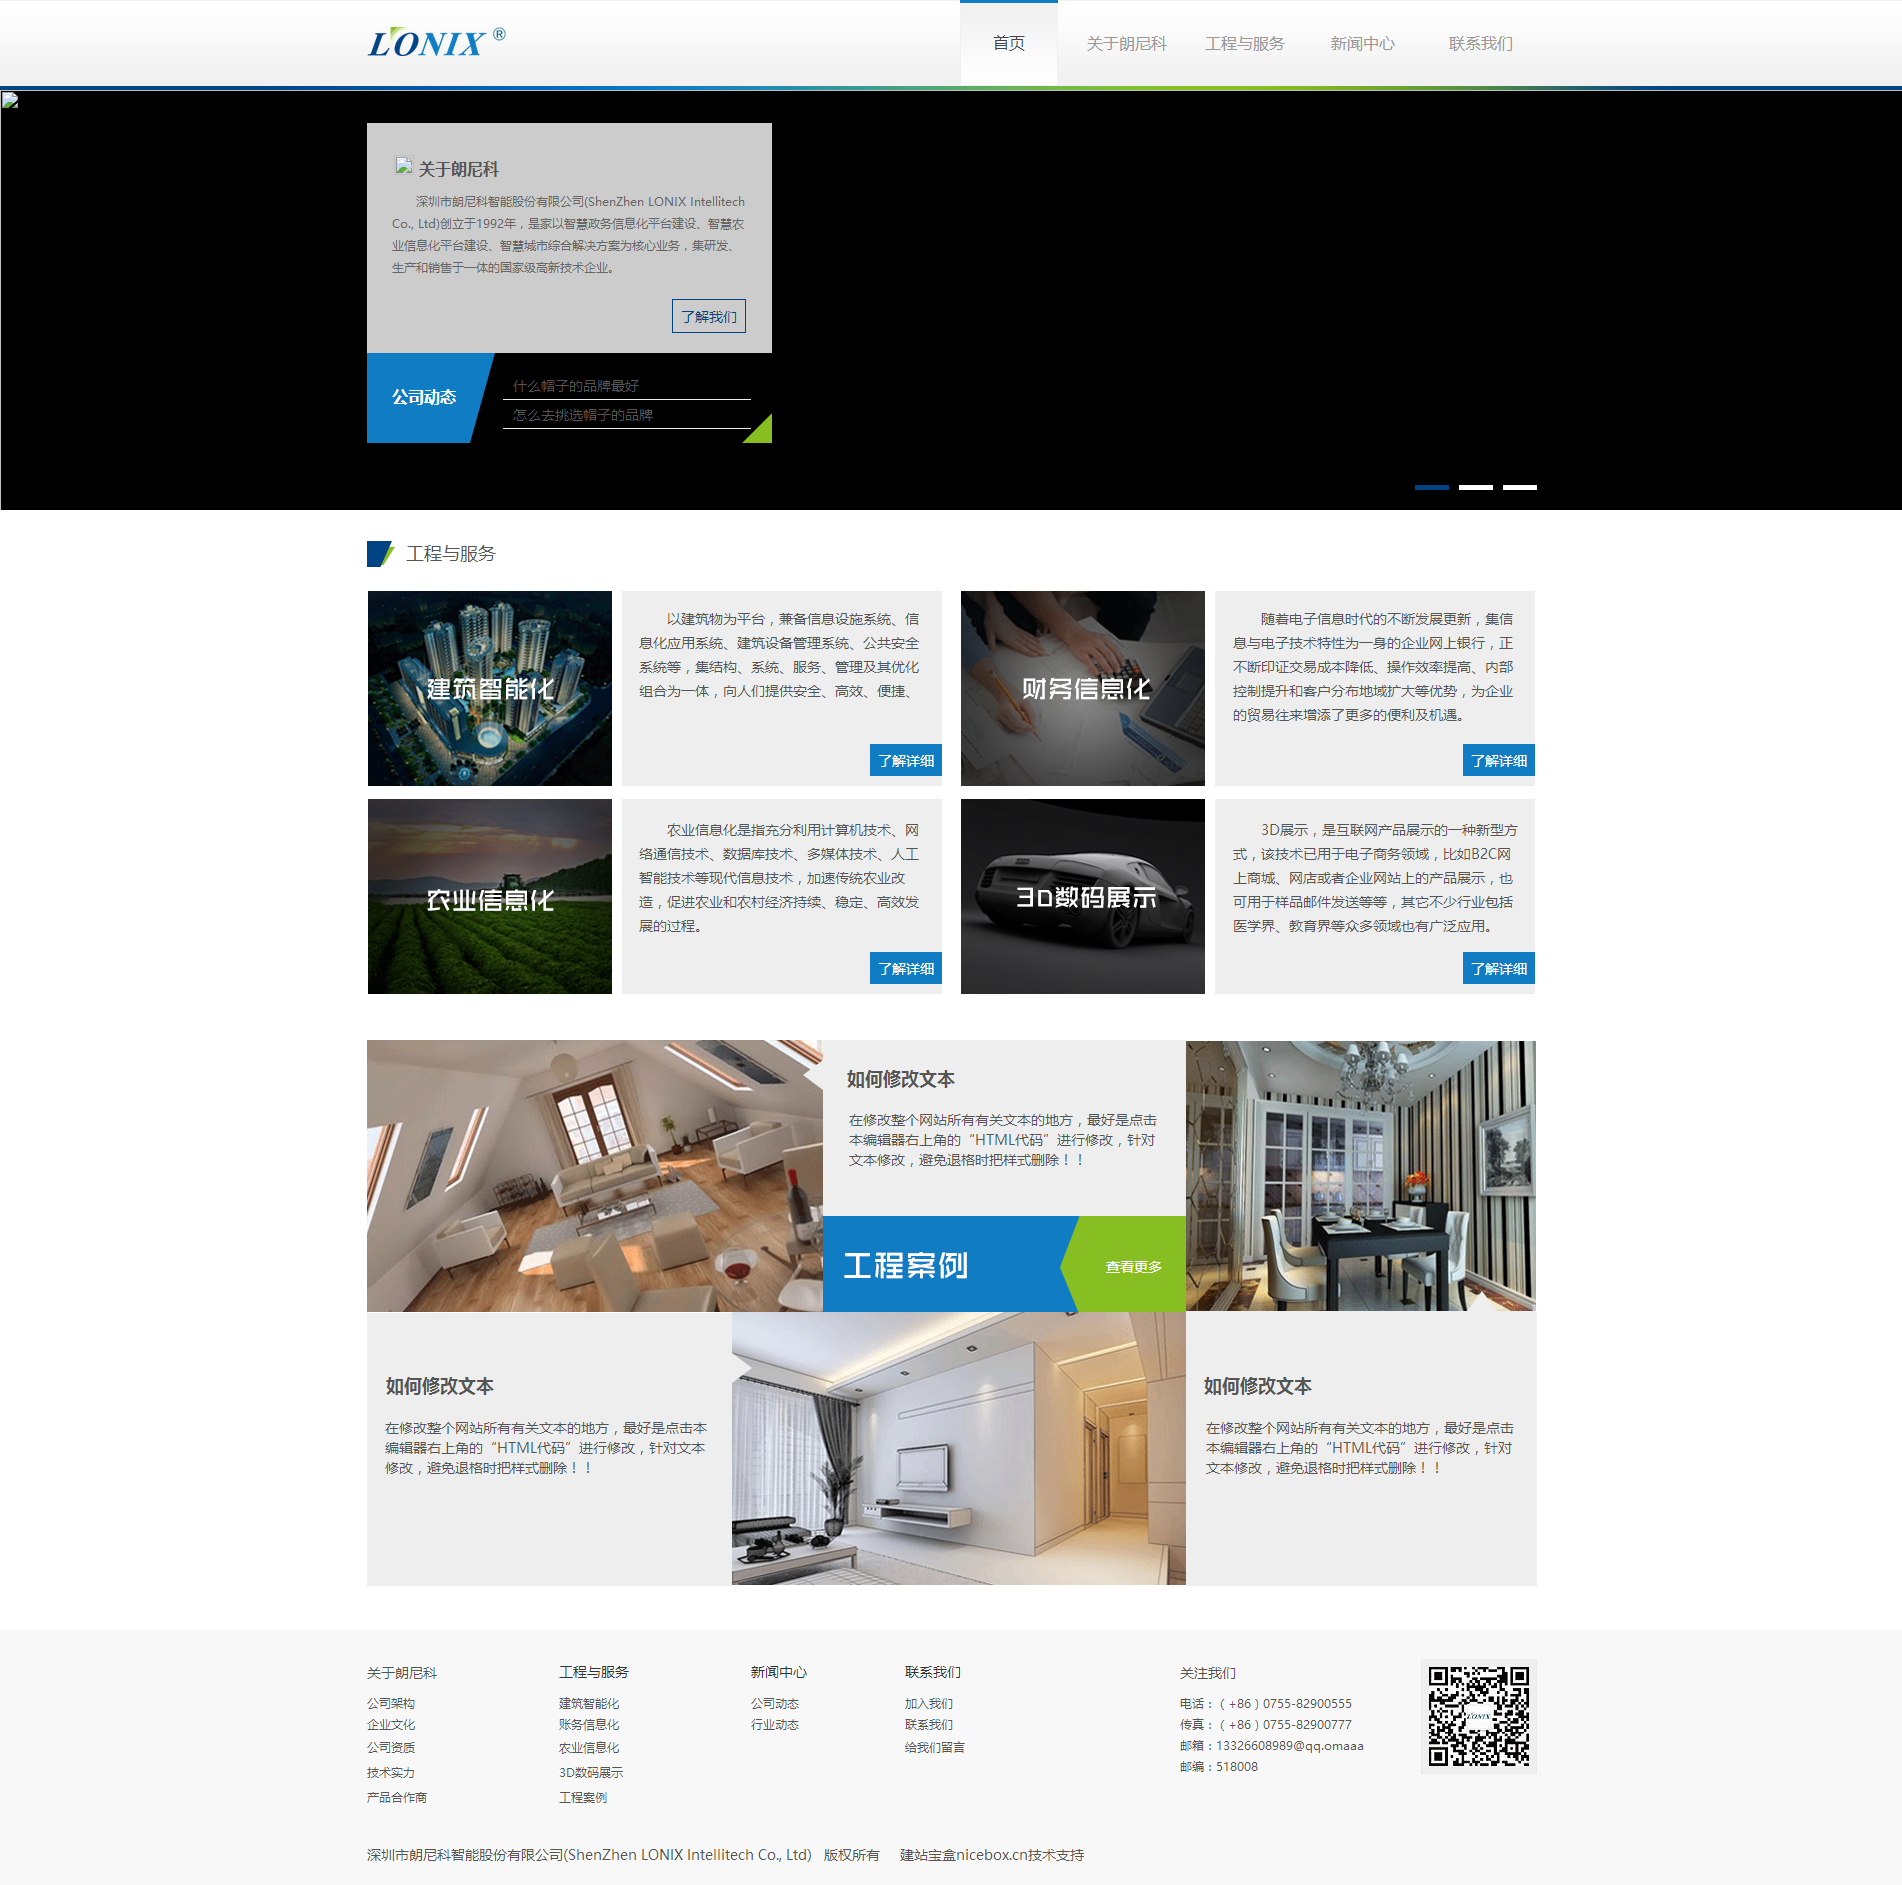 LONIX ®
首页
关于朗尼科
工程与服务
新闻中心
联系我们
关于朗尼科
深圳市朗尼科智能股份有限公司(ShenZhen LONIX Intellitech
Co., Ltd)创立于1992年，是家以智慧政务信息化平台建设、智慧农
业信息化平台建设、智慧城市综合解决方案为核心业务，集研发、
生产和销售于一体的国家级高新技术企业。
了解我们
公司动态
什么帽子的品牌最好
怎么去挑选帽子的品牌
工程与服务
建筑智能化
以建筑物为平台，兼备信息设施系统、信
息化应用系统、建筑设备管理系统、公共安全
系统等，集结构、系统、服务、管理及其优化
组合为一体，向人们提供安全、高效、便捷、
了解详细
财务信息化
随着电子信息时代的不断发展更新，集信
息与电子技术特性为一身的企业网上银行，正
不断印证交易成本降低、操作效率提高、内部
控制提升和客户分布地域扩大等优势，为企业
的贸易往来增添了更多的便利及机遇。
了解详细
农业信息化
农业信息化是指充分利用计算机技术、网
络通信技术、数据库技术、多媒体技术、人工
智能技术等现代信息技术，加速传统农业改
造，促进农业和农村经济持续、稳定、高效发
展的过程。
了解详细
3D数码展示
3D展示，是互联网产品展示的一种新型方
式，该技术已用于电子商务领域，比如B2C网
上商城、网店或者企业网站上的产品展示，也
可用于样品邮件发送等等，其它不少行业包括
医学界、教育界等众多领域也有广泛应用。
了解详细
如何修改文本
在修改整个网站所有有关文本的地方，最好是点击
本编辑器右上角的“HTML代码”进行修改，针对
文本修改，避免退格时把样式删除！！
工程案例
查看更多
如何修改文本
在修改整个网站所有有关文本的地方，最好是点击本
编辑器右上角的“HTML代码”进行修改，针对文本
修改，避免退格时把样式删除！！
如何修改文本
在修改整个网站所有有关文本的地方，最好是点击
本编辑器右上角的“HTML代码”进行修改，针对
文本修改，避免退格时把样式删除！！
关于朗尼科
公司架构
企业文化
公司资质
技术实力
产品合作商
工程与服务
建筑智能化
账务信息化
农业信息化
3D数码展示
工程案例
新闻中心
公司动态
行业动态
联系我们
加入我们
联系我们
给我们留言
关注我们
电话：（+86）0755-82900555
传真：（+86）0755-82900777
邮箱：13326608989@qq.omaaa
邮编：518008
LONIX
深圳市朗尼科智能股份有限公司(ShenZhen LONIX Intellitech Co., Ltd) 版权所有 建站宝盒nicebox.cn技术支持